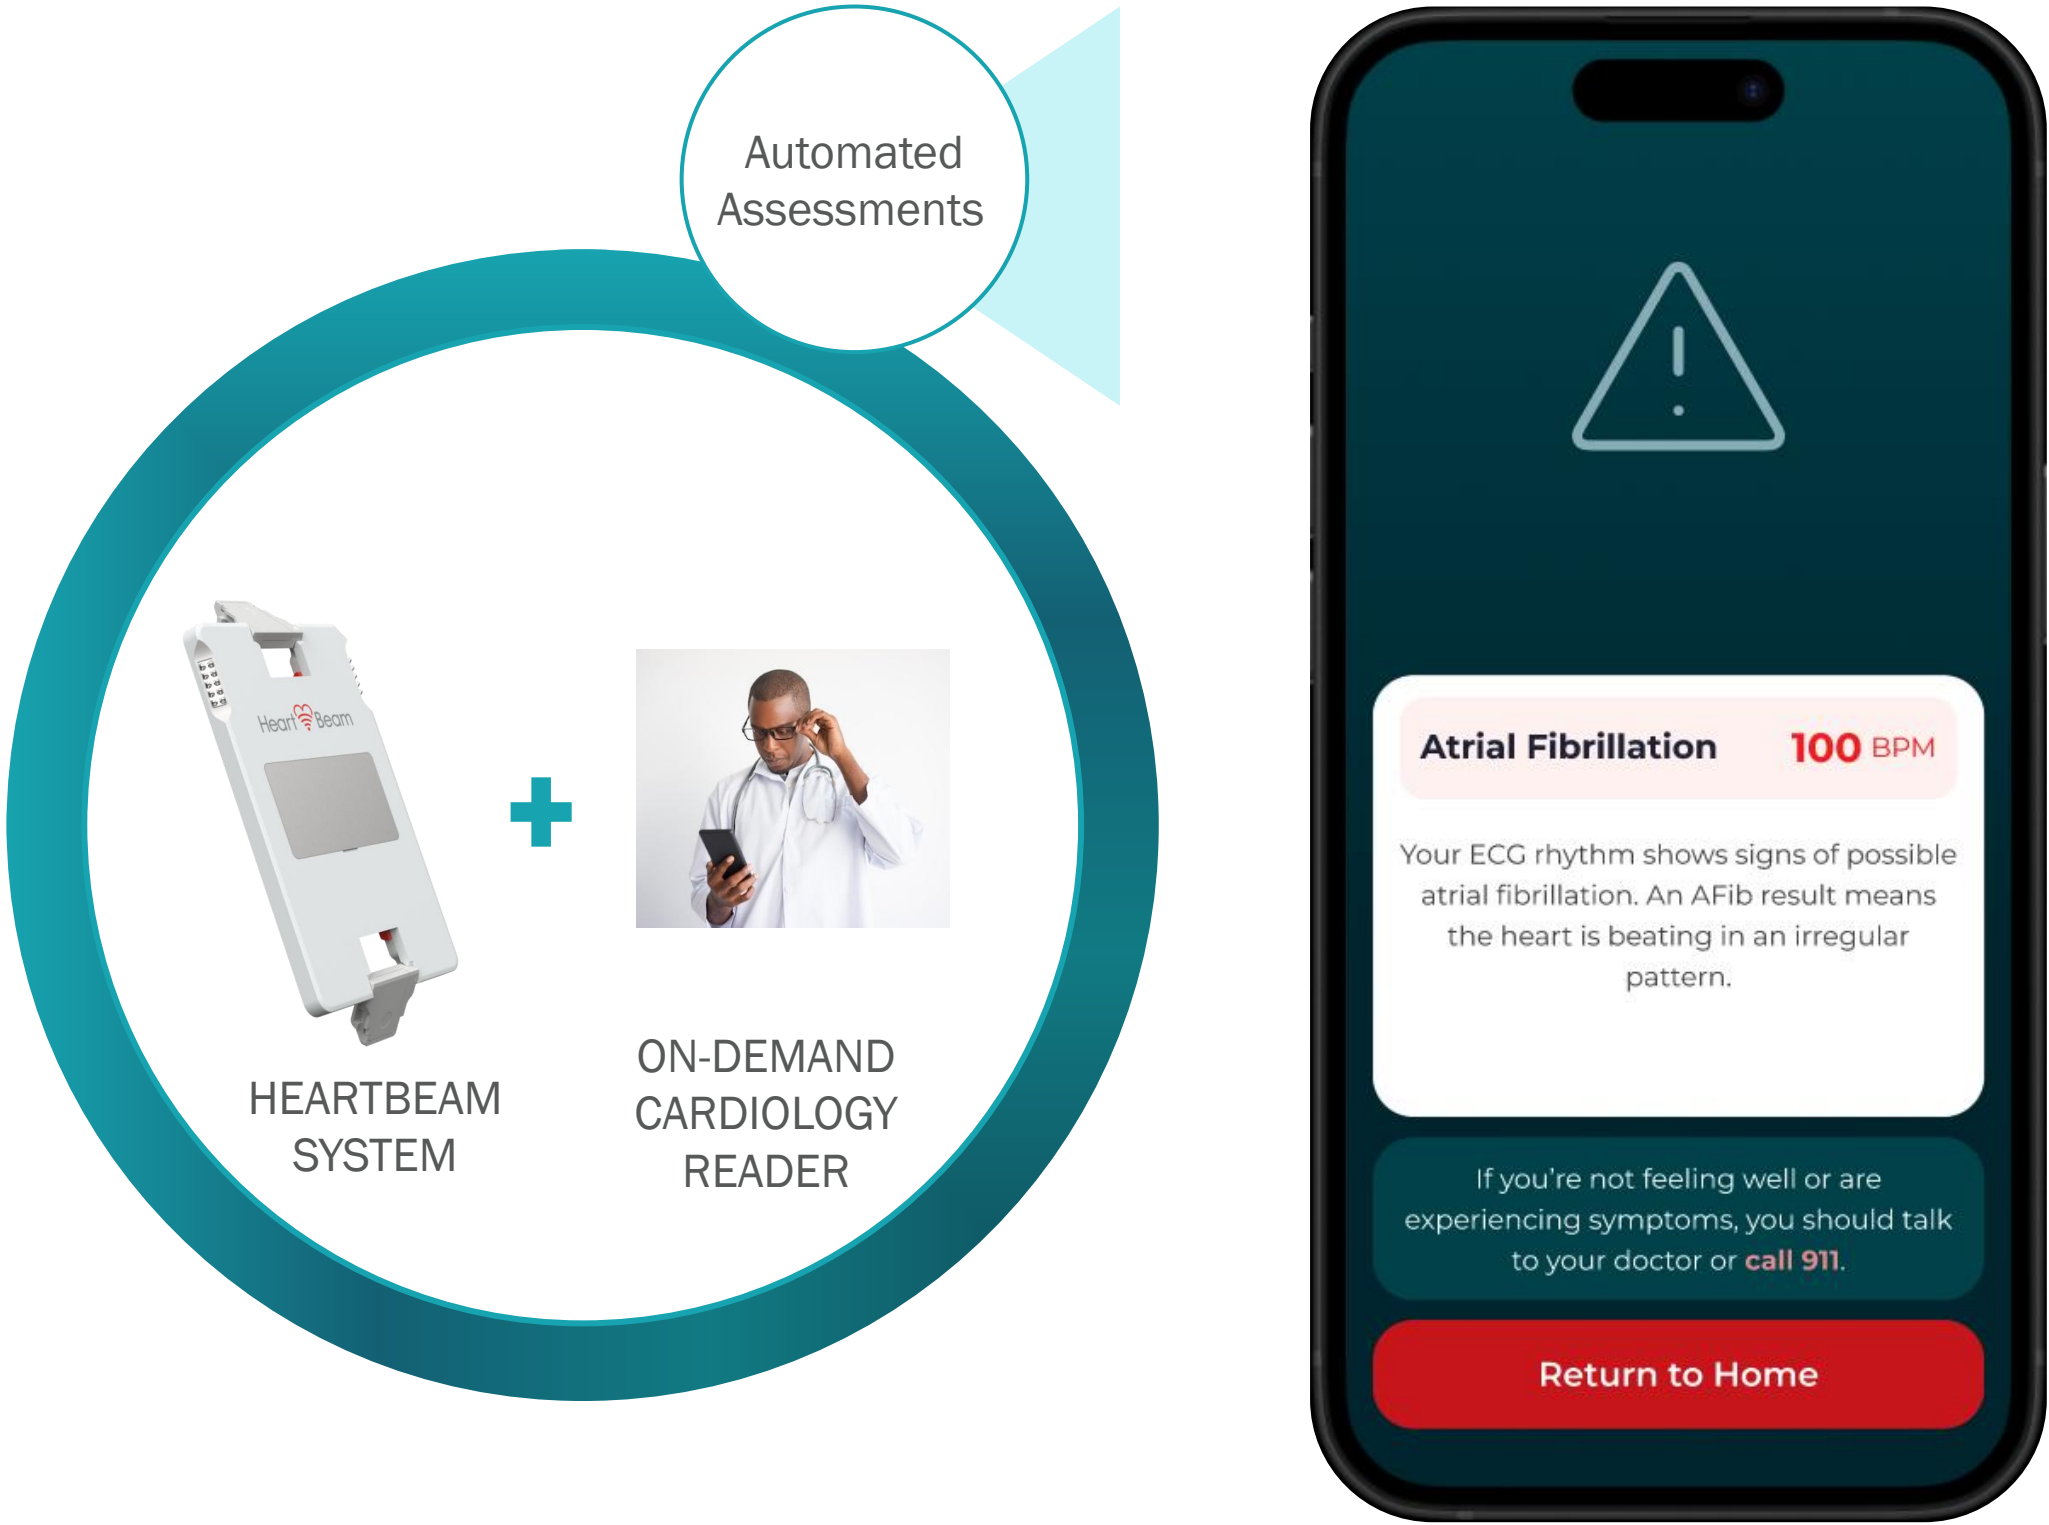 Automated
Assessments
Heart Beam
HEARTBEAM
SYSTEM
ON-DEMAND
CARDIOLOGY
READER
Atrial Fibrillation 100 BPM
Your ECG rhythm shows signs of possible
atrial fibrillation. An AFib result means
the heart is beating in an irregular
pattern.
If you’re not feeling well or are
experiencing symptoms, you should talk
to your doctor or call 911.
Return to Home